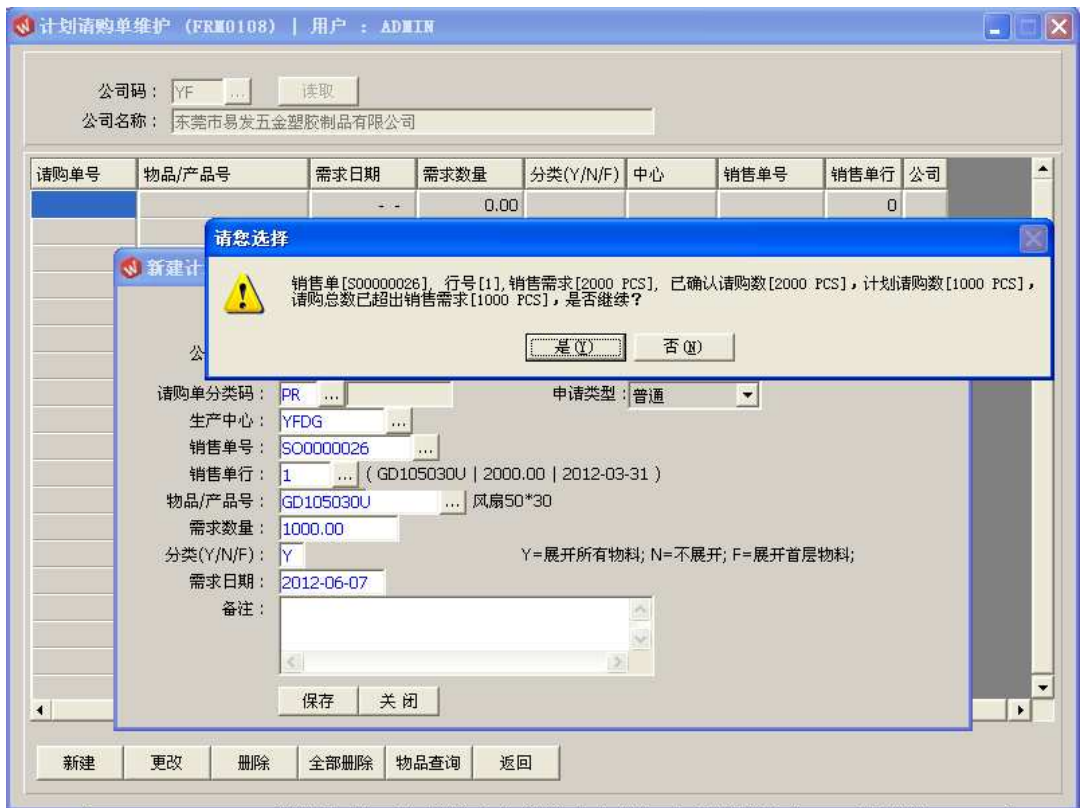 计划请购单维护 (FRM0108) | 用户 : ADMIN
公司码： YF ... 读取
公司名称： 东莞市易发五金塑胶制品有限公司
请购单号 物品/产品号 需求日期 需求数量 分类(Y/N/F) 中心 销售单号 销售单行 公司
- - 0.00 0
请您选择
新建计
销售单[SO0000026], 行号[1],销售需求[2000 PCS], 已确认请购数[2000 PCS]，计划请购数[1000 PCS]，
请购总数已超出销售需求[1000 PCS]，是否继续？
是(Y) 否(N)
公
请购单分类码： PR ... 申请类型： 普通
生产中心： YFDG ...
销售单号： SO0000026 ...
销售单行： 1 ... ( GD105030U | 2000.00 | 2012-03-31 )
物品/产品号： GD105030U ... 风扇50*30
需求数量： 1000.00
分类(Y/N/F)： Y Y=展开所有物料; N=不展开; F=展开首层物料;
需求日期： 2012-06-07
备注：
保存 关闭
新建 更改 删除 全部删除 物品查询 返回